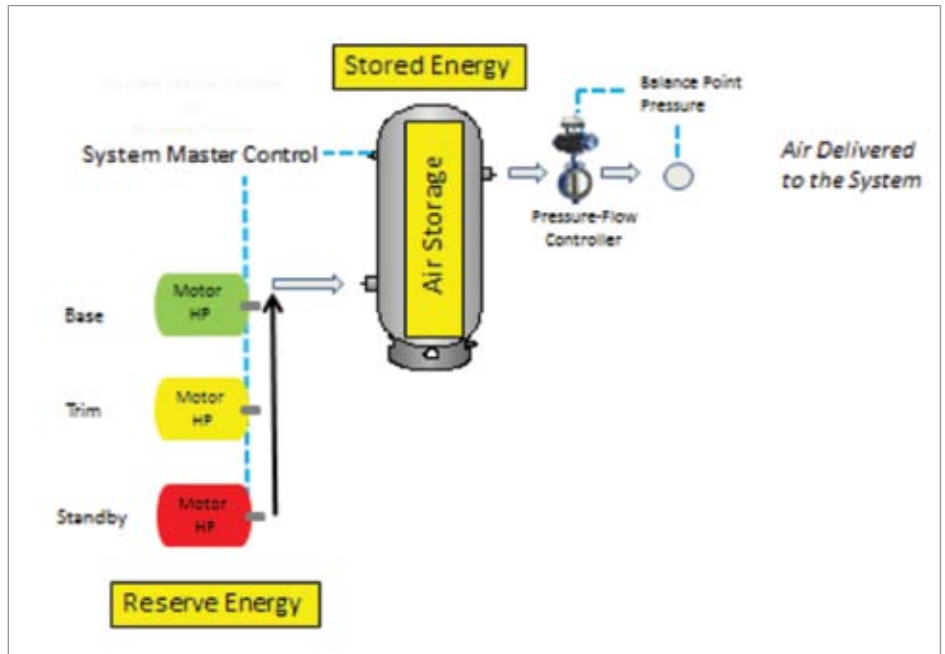 Stored Energy
Balance Point
Pressure
System Master Control
Air Delivered
to the System
Air Storage
Pressure-Flow
Controller
Motor
HP
Base
Motor
HP
Trim
Motor
HP
Standby
Reserve Energy